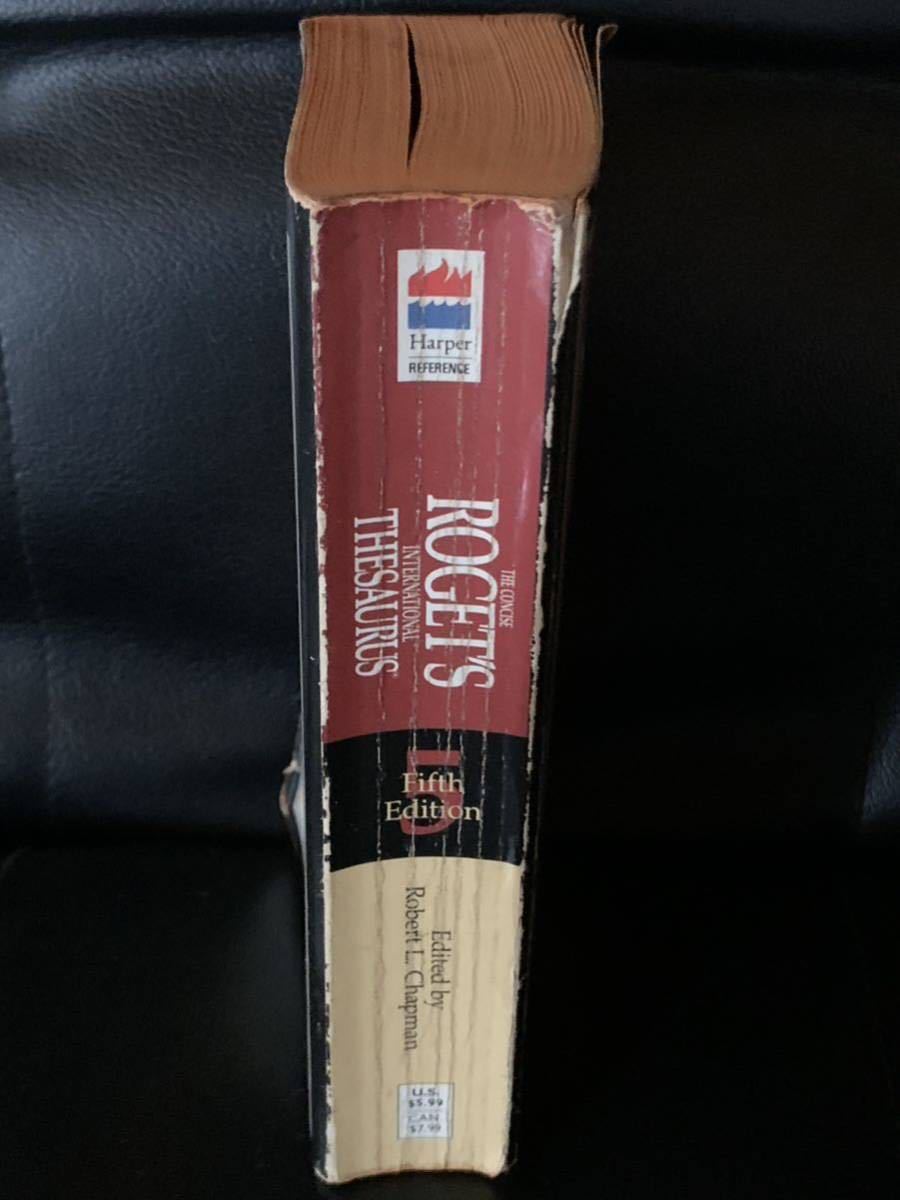 Harper
REFERENCE
THE CONCISE
ROGET'S
INTERNATIONAL
THESAURUS®
5
Fifth
Edition
Edited by
Robert L. Chapman
U.S.
$5.99
CAN
$7.99